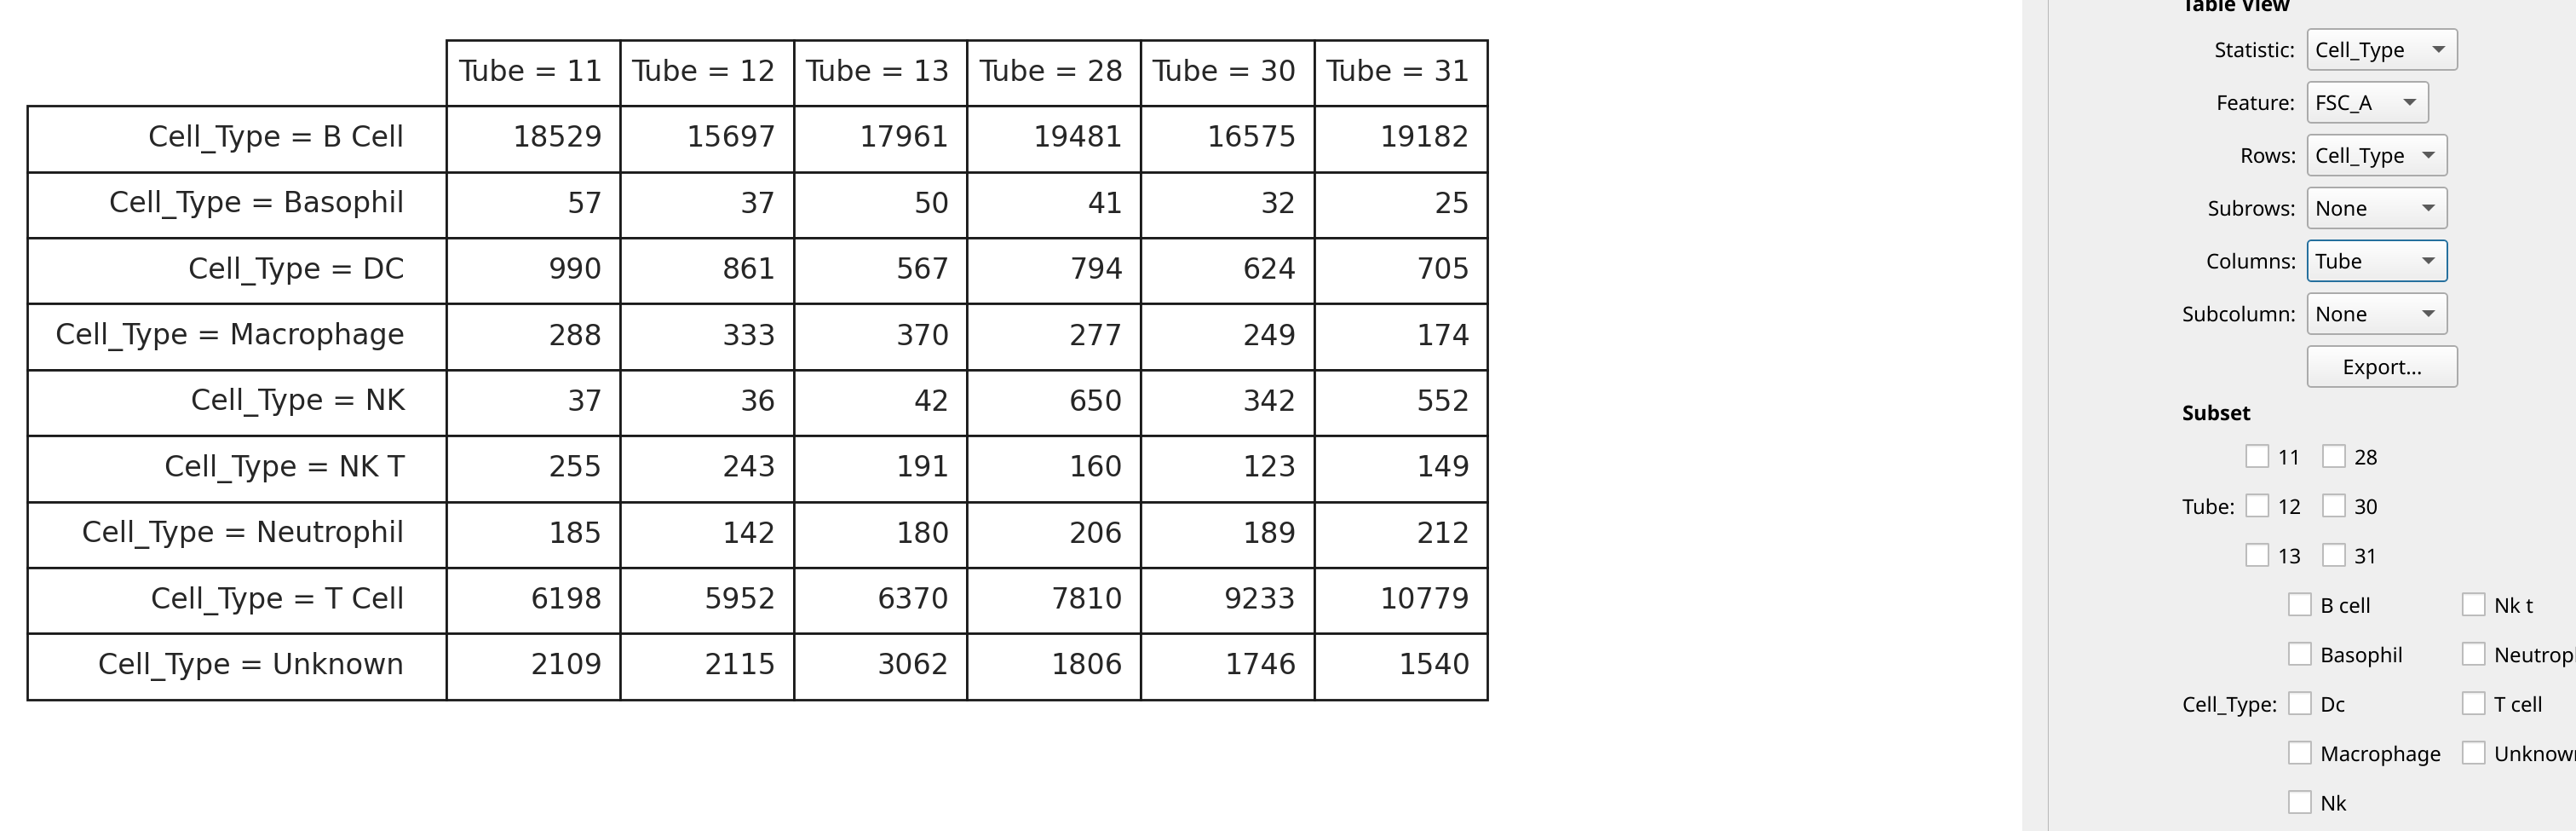 Tube = 11 Tube = 12 Tube = 13 Tube = 28 Tube = 30 Tube = 31
Cell_Type = B Cell 18529 15697 17961 19481 16575 19182
Cell_Type = Basophil 57 37 50 41 32 25
Cell_Type = DC 990 861 567 794 624 705
Cell_Type = Macrophage 288 333 370 277 249 174
Cell_Type = NK 37 36 42 650 342 552
Cell_Type = NK T 255 243 191 160 123 149
Cell_Type = Neutrophil 185 142 180 206 189 212
Cell_Type = T Cell 6198 5952 6370 7810 9233 10779
Cell_Type = Unknown 2109 2115 3062 1806 1746 1540
Table View
Statistic: Cell_Type
Feature: FSC_A
Rows: Cell_Type
Subrows: None
Columns: Tube
Subcolumn: None
Export...
Subset
11 28
Tube: 12 30
13 31
B cell Nk t
Basophil Neutrop
Cell_Type: Dc T cell
Macrophage Unknown
Nk